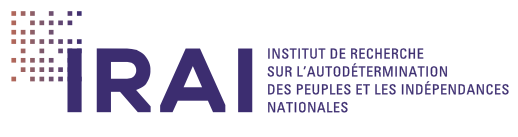 IRAI
INSTITUT DE RECHERCHE
SUR L'AUTODÉTERMINATION
DES PEUPLES ET LES INDÉPENDANCES
NATIONALES